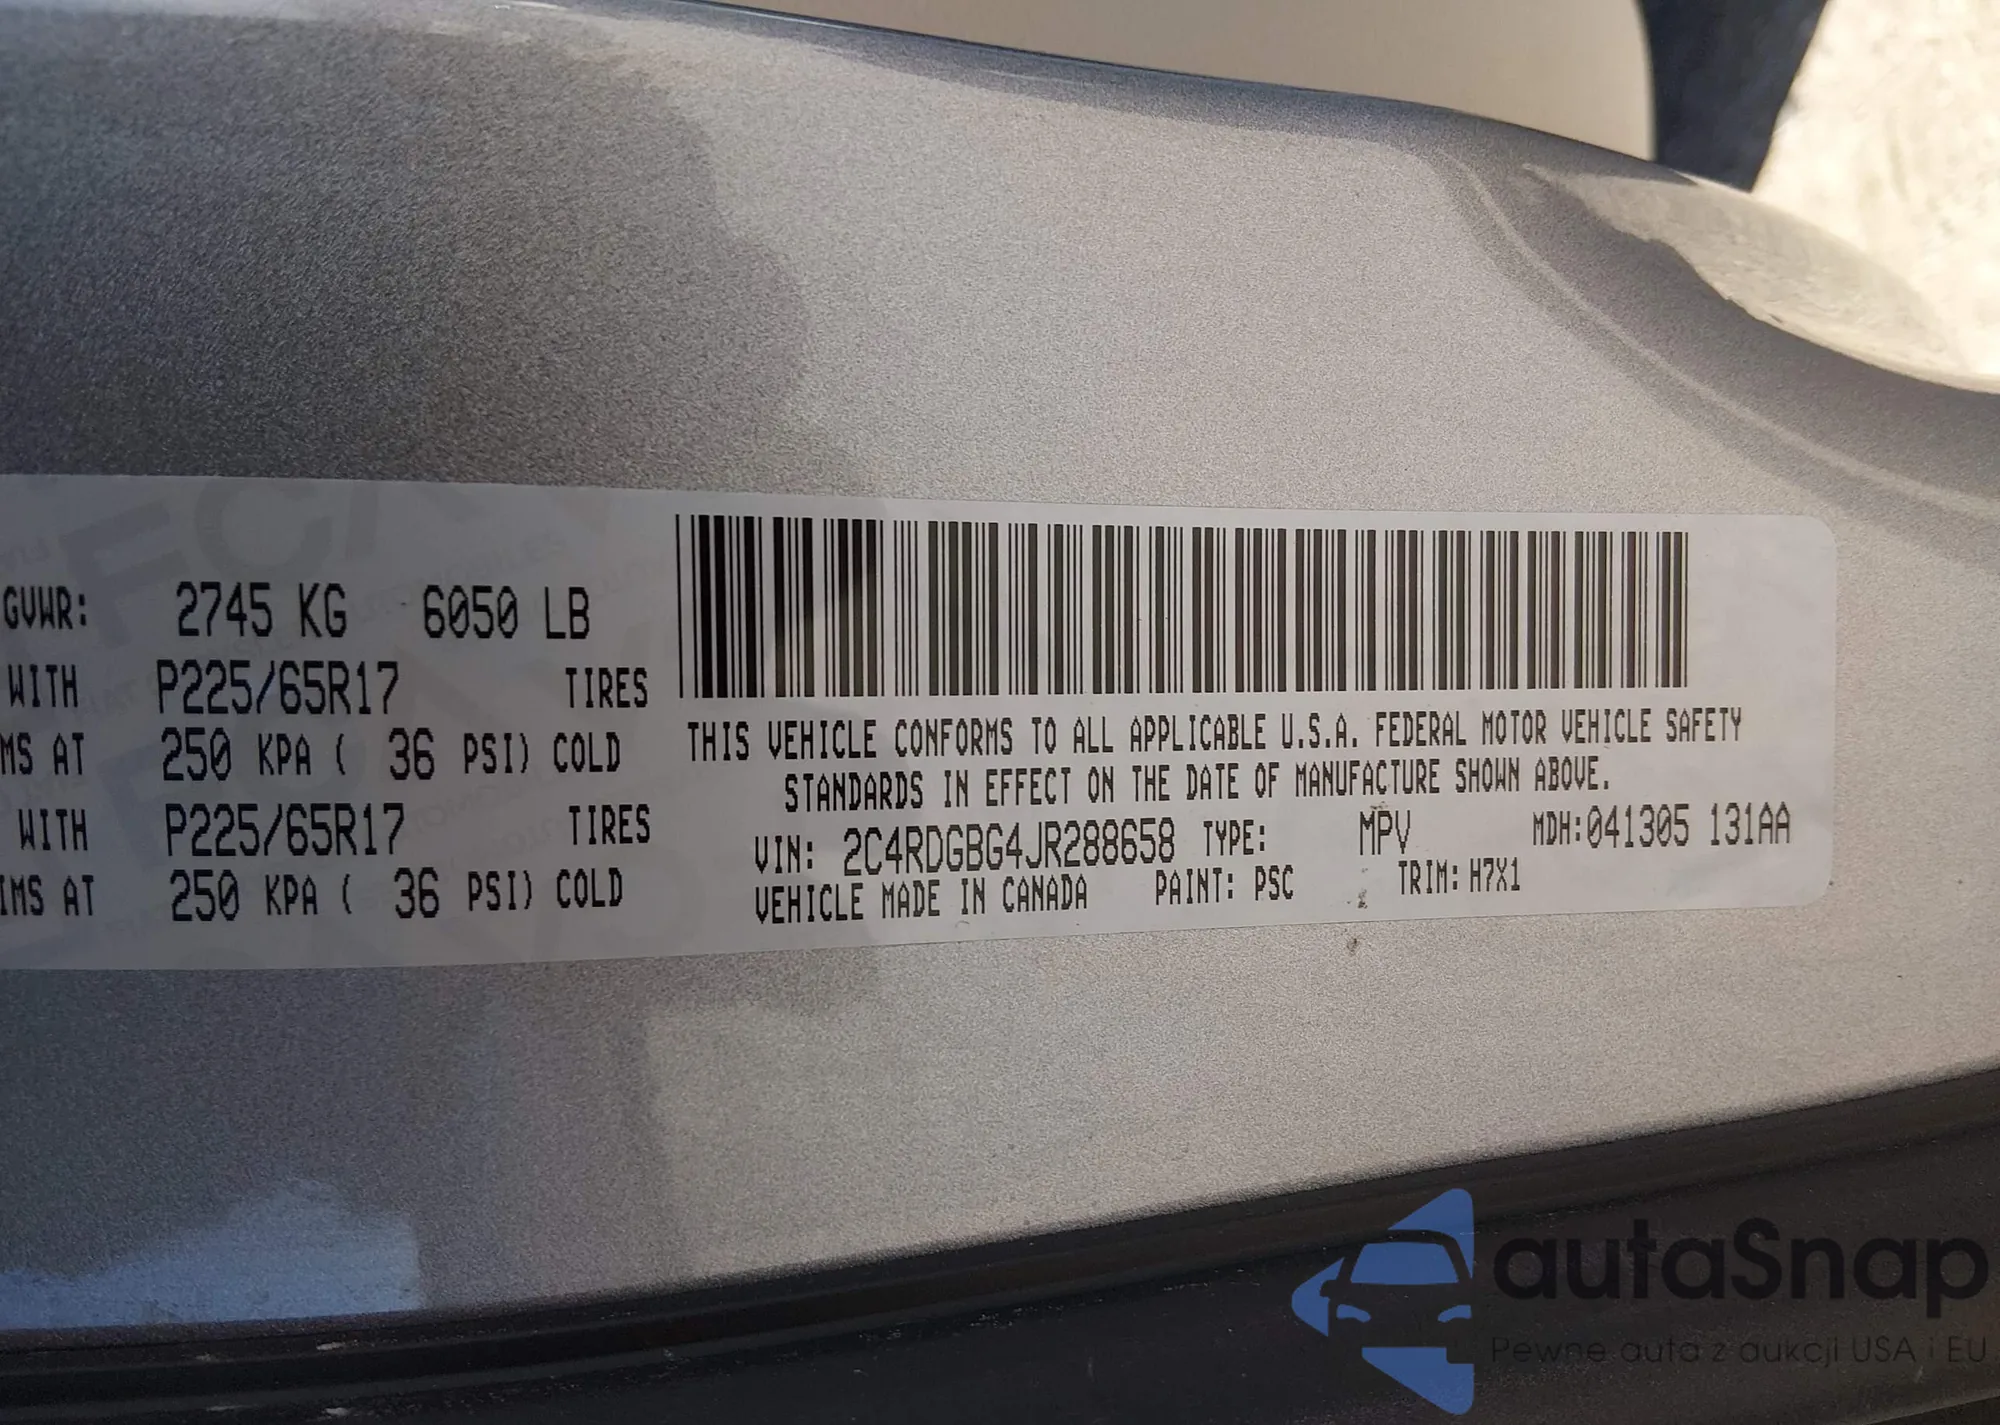 GVWR: 2745 KG 6050 LB
WITH P225/65R17 TIRES
MS AT 250 KPA ( 36 PSI) COLD
WITH P225/65R17 TIRES
IMS AT 250 KPA ( 36 PSI) COLD
THIS VEHICLE CONFORMS TO ALL APPLICABLE U.S.A. FEDERAL MOTOR VEHICLE SAFETY
STANDARDS IN EFFECT ON THE DATE OF MANUFACTURE SHOWN ABOVE.
VIN: 2C4RDGBG4JR288658 TYPE: MPV MDH:041305 131AA
VEHICLE MADE IN CANADA PAINT: PSC TRIM: H7X1
autaSnap
Pewne auta z aukcji USA i EU